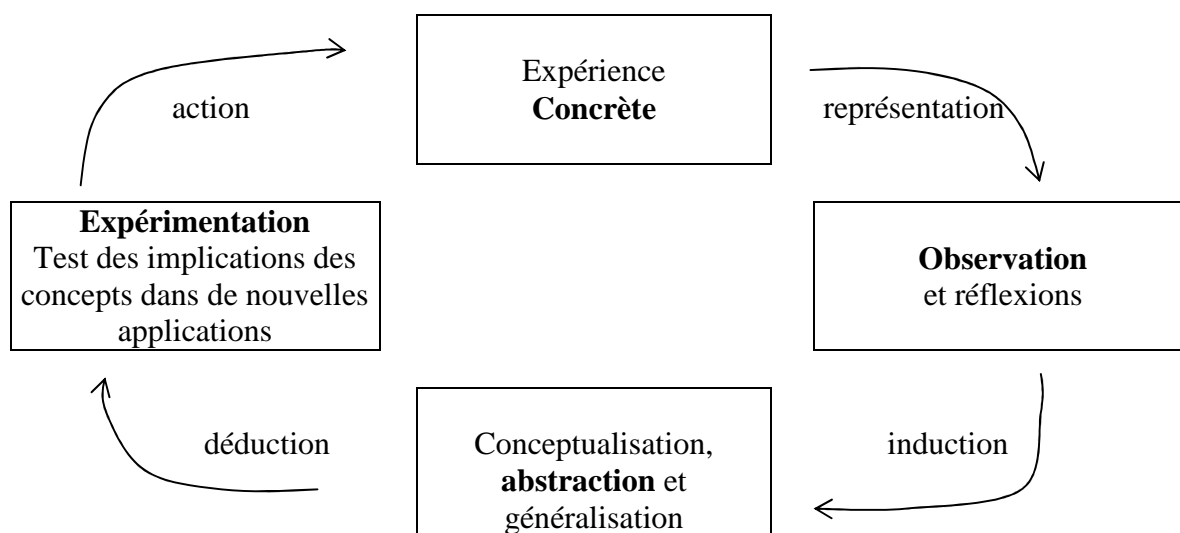 Expérience
Concrète
action
représentation
Expérimentation
Test des implications des
concepts dans de nouvelles
applications
Observation
et réflexions
déduction
Conceptualisation,
abstraction et
généralisation
induction